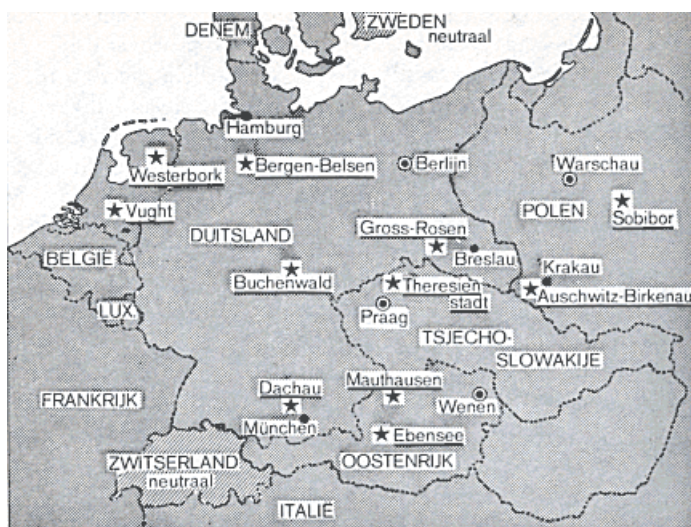 DENEM.
ZWEDEN
neutraal
Hamburg
Westerbork
Bergen-Belsen
Berlijn
Warschau
Vught
POLEN
Sobibor
DUITSLAND
Gross-Rosen
Breslau
BELGIË
Buchenwald
Theresien
stadt
Krakau
Auschwitz-Birkenau
LUX.
Praag
TSJECHO-
SLOWAKIJE
FRANKRIJK
Dachau
München
Mauthausen
Wenen
Ebensee
ZWITSERLAND
neutraal
OOSTENRIJK
ITALIË